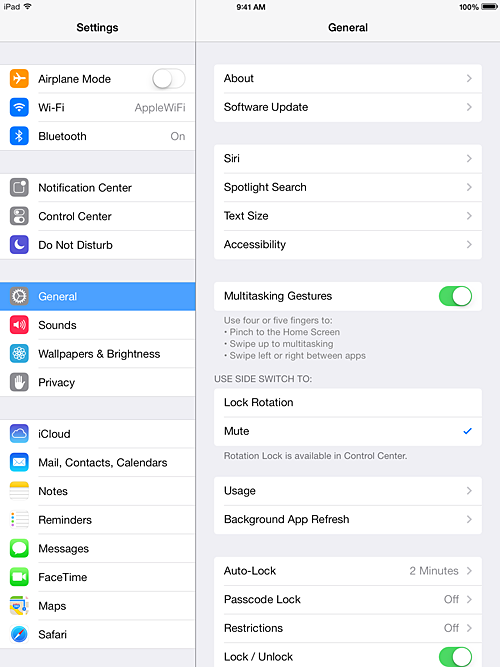 iPad 9:41 AM 100%
Settings
Airplane Mode
Wi-Fi AppleWiFi
Bluetooth On
Notification Center
Control Center
Do Not Disturb
General
Sounds
Wallpapers & Brightness
Privacy
iCloud
Mail, Contacts, Calendars
Notes
Reminders
Messages
FaceTime
Maps
Safari
General
About
Software Update
Siri
Spotlight Search
Text Size
Accessibility
Multitasking Gestures
Use four or five fingers to:
• Pinch to the Home Screen
• Swipe up to multitasking
• Swipe left or right between apps
USE SIDE SWITCH TO:
Lock Rotation
Mute
Rotation Lock is available in Control Center.
Usage
Background App Refresh
Auto-Lock 2 Minutes
Passcode Lock Off
Restrictions Off
Lock / Unlock